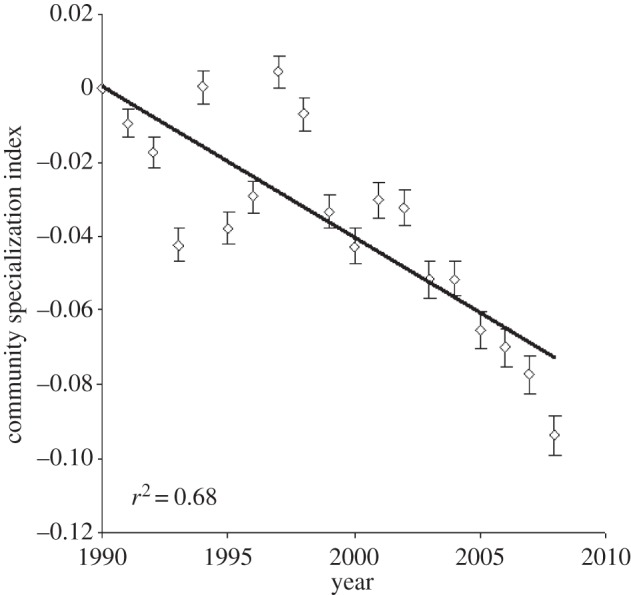 0.02
0
–0.02
–0.04
–0.06
–0.08
–0.10
–0.12
community specialization index
r² = 0.68
1990 1995 2000 2005 2010
year